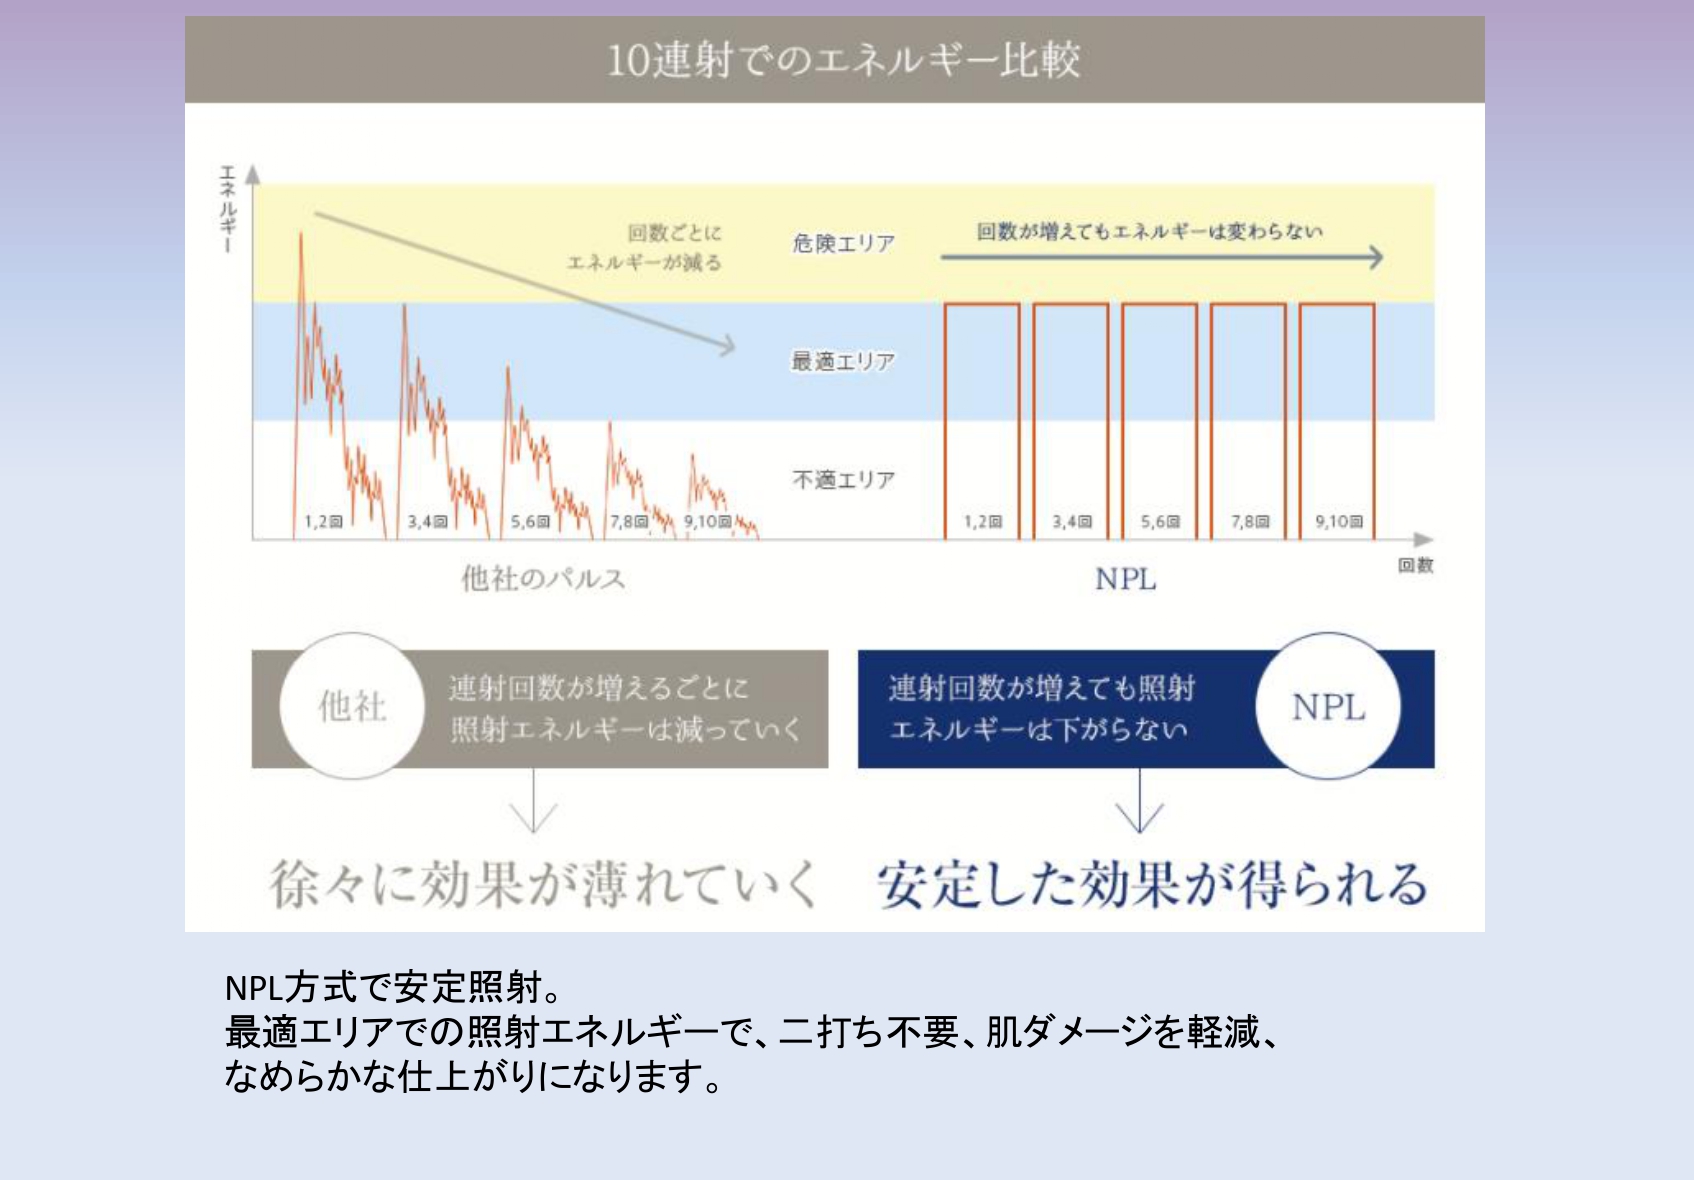 10連射でのエネルギー比較
エネルギー
回数ごとに
エネルギーが減る
危険エリア
回数が増えてもエネルギーは変わらない
最適エリア
不適エリア
1,2回
3,4回
5,6回
7,8回
9,10回
1,2回
3,4回
5,6回
7,8回
9,10回
回数
他社のパルス
NPL
他社
連射回数が増えるごとに
照射エネルギーは減っていく
連射回数が増えても照射
エネルギーは下がらない
NPL
徐々に効果が薄れていく
安定した効果が得られる
NPL方式で安定照射。
最適エリアでの照射エネルギーで、二打ち不要、肌ダメージを軽減、
なめらかな仕上がりになります。